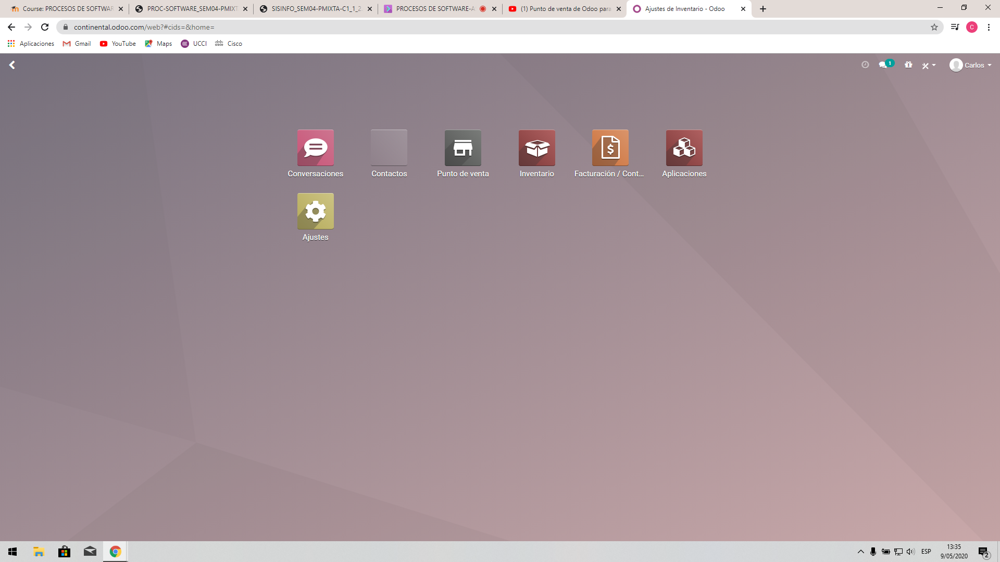 Course: PROCESOS DE SOFTWAR
PROC-SOFTWARE_SEM04-PMIXT
SISINFO_SEM04-PMIXTA-C1_1_2.
PROCESOS DE SOFTWARE-A
(1) Punto de venta de Odoo para
Ajustes de Inventario - Odoo
continental.odoo.com/web?#cids=&home=
C
Aplicaciones
Gmail
YouTube
Maps
UCCI
Cisco
1
Carlos
Conversaciones
Contactos
Punto de venta
Inventario
Facturación / Cont...
Aplicaciones
Ajustes
ESP
13:35
9/05/2020
2